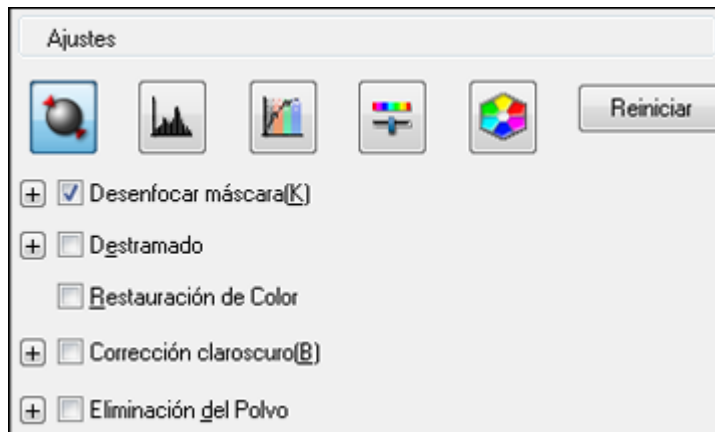 Ajustes
Reiniciar
Desenfocar máscara(K)
Destramado
Restauración de Color
Corrección claroscuro(B)
Eliminación del Polvo